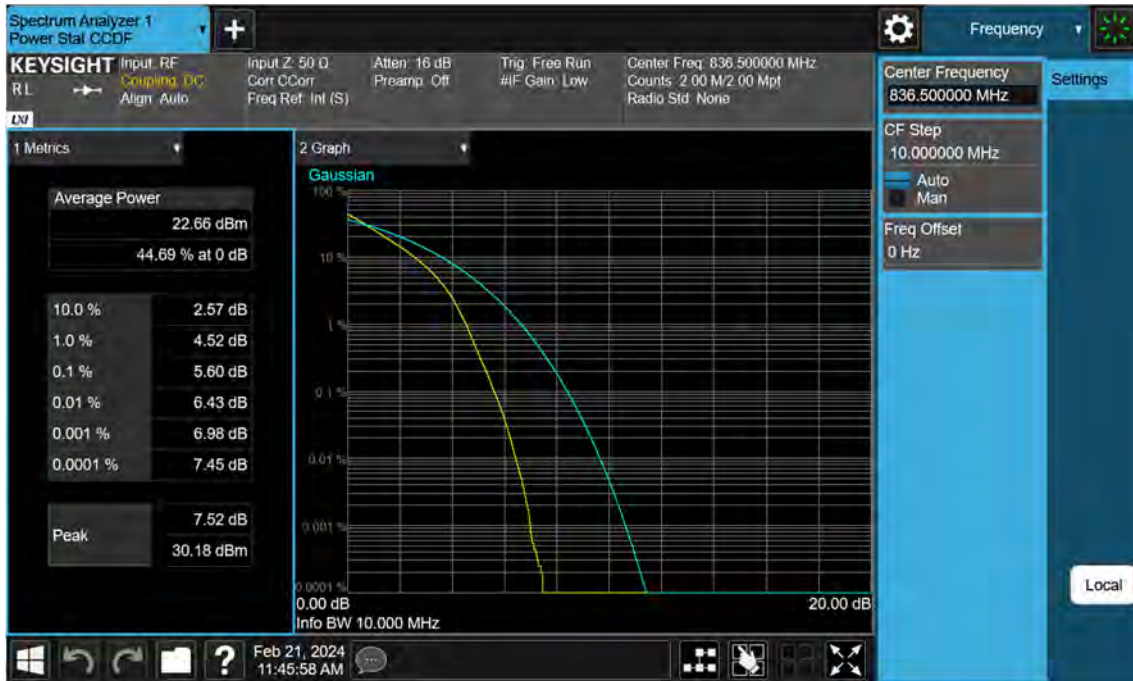 Spectrum Analyzer 1
Power Stat CCDF
Frequency
KEYSIGHT
RL
LXI
Input: RF
Coupling: DC
Align: Auto
Input Z: 50 Ω
Corr CCorr
Freq Ref: Int (S)
Atten: 16 dB
Preamp: Off
Trig: Free Run
#IF Gain: Low
Center Freq: 836.500000 MHz
Counts: 2.00 M/2.00 Mpt
Radio Std: None
Center Frequency
836.500000 MHz
Settings
CF Step
10.000000 MHz
Auto
Man
Freq Offset
0 Hz
Local
1 Metrics
Average Power
22.66 dBm
44.69 % at 0 dB
10.0 % 2.57 dB
1.0 % 4.52 dB
0.1 % 5.60 dB
0.01 % 6.43 dB
0.001 % 6.98 dB
0.0001 % 7.45 dB
Peak
7.52 dB
30.18 dBm
2 Graph
Gaussian
100 %
10 %
1 %
0.1 %
0.01 %
0.001 %
0.0001 %
0.00 dB 20.00 dB
Info BW 10.000 MHz
?
Feb 21, 2024
11:45:58 AM